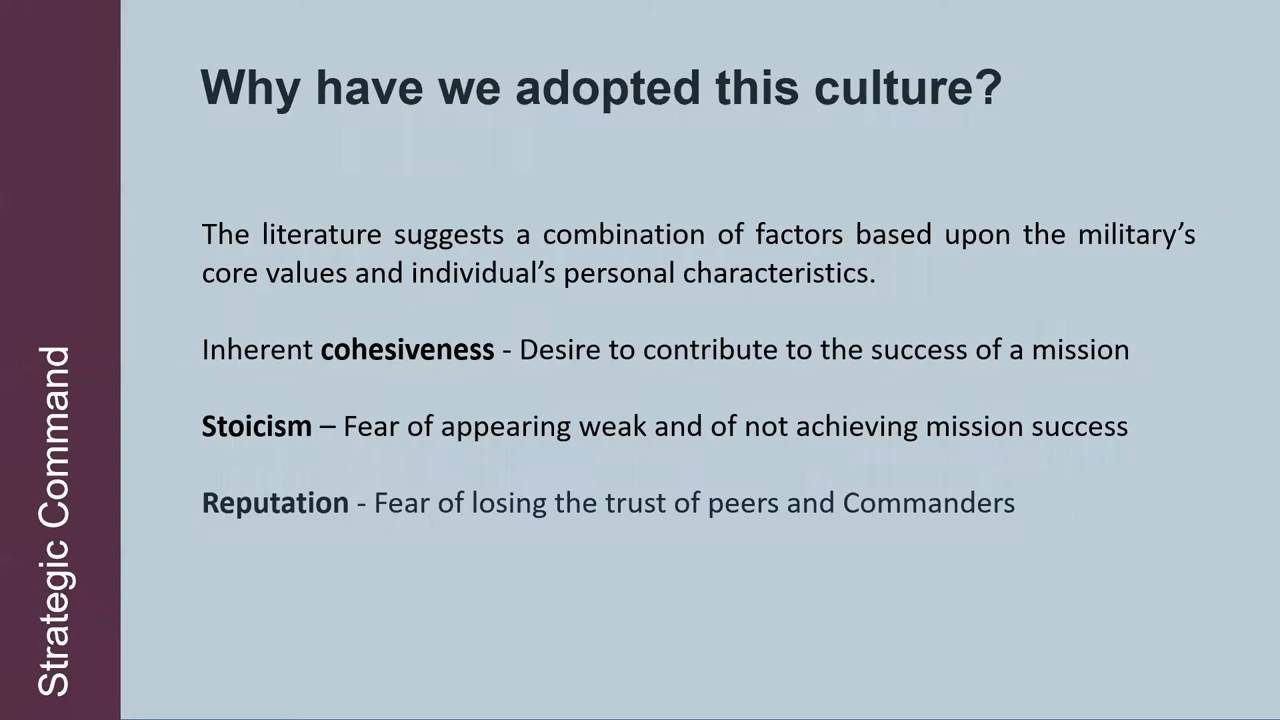 Why have we adopted this culture?
The literature suggests a combination of factors based upon the military’s
core values and individual’s personal characteristics.
Inherent cohesiveness - Desire to contribute to the success of a mission
Stoicism – Fear of appearing weak and of not achieving mission success
Reputation - Fear of losing the trust of peers and Commanders
Strategic Command